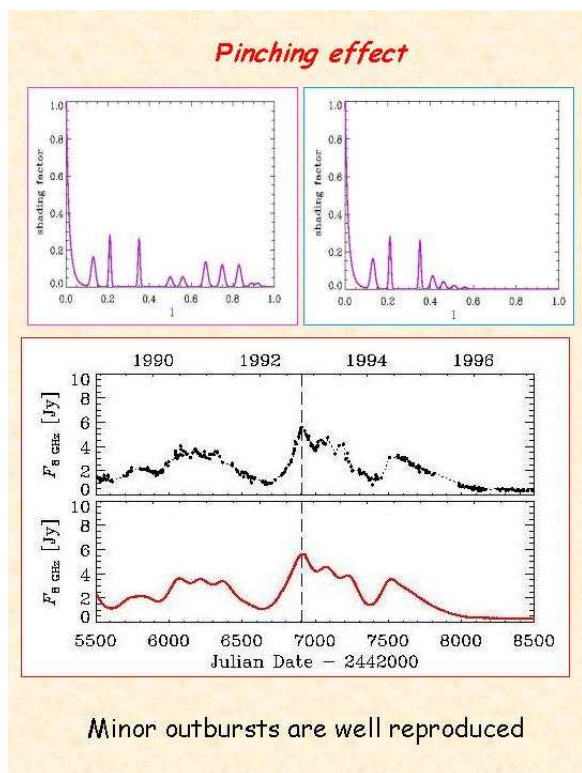 Pinching effect
1.0
0.8
0.6
0.4
0.2
0.0
shading factor
0.0 0.2 0.4 0.6 0.8 1.0
l
1.0
0.8
0.6
0.4
0.2
0.0
shading factor
0.0 0.2 0.4 0.6 0.8 1.0
l
1990 1992 1994 1996
10
8
6
4
2
0
F8 GHz [Jy]
10
8
6
4
2
0
F8 GHz [Jy]
5500 6000 6500 7000 7500 8000 8500
Julian Date – 2442000
Minor outbursts are well reproduced